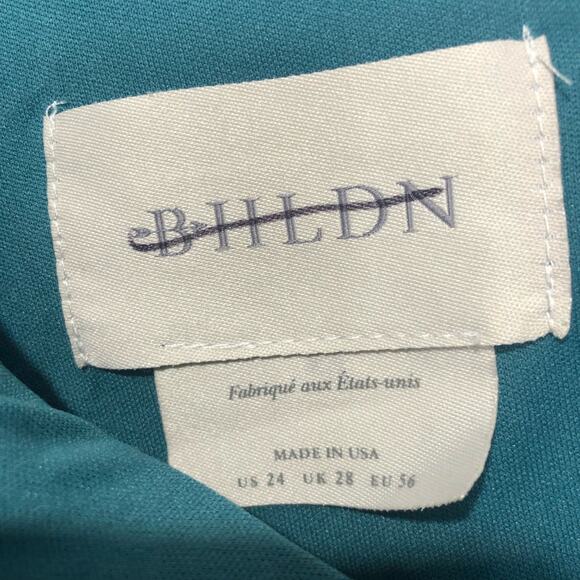 BHLDN
Fabriqué aux États-unis
MADE IN USA
US 24 UK 28 EU 56